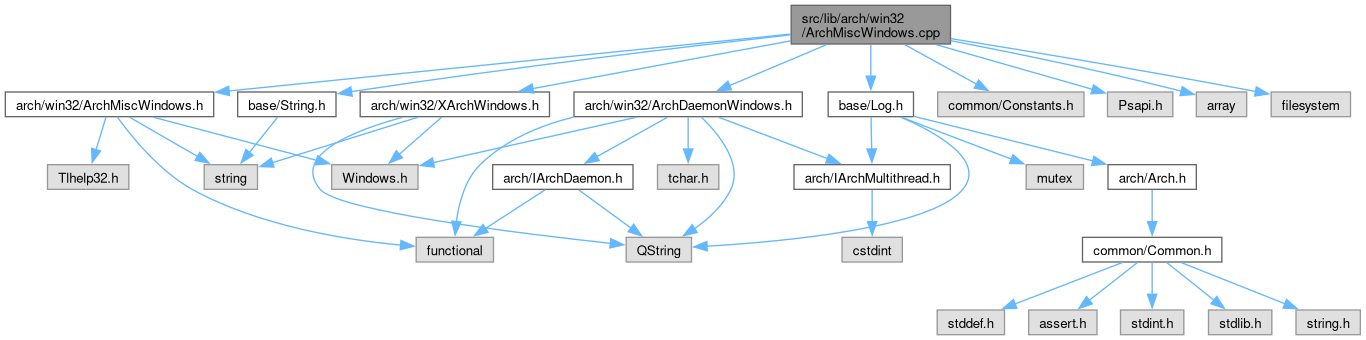 src/lib/arch/win32
/ArchMiscWindows.cpp
arch/win32/ArchMiscWindows.h
base/String.h
arch/win32/XArchWindows.h
arch/win32/ArchDaemonWindows.h
base/Log.h
common/Constants.h
Psapi.h
array
filesystem
Tlhelp32.h
string
Windows.h
arch/IArchDaemon.h
tchar.h
arch/IArchMultithread.h
mutex
arch/Arch.h
functional
QString
cstdint
common/Common.h
stddef.h
assert.h
stdint.h
stdlib.h
string.h